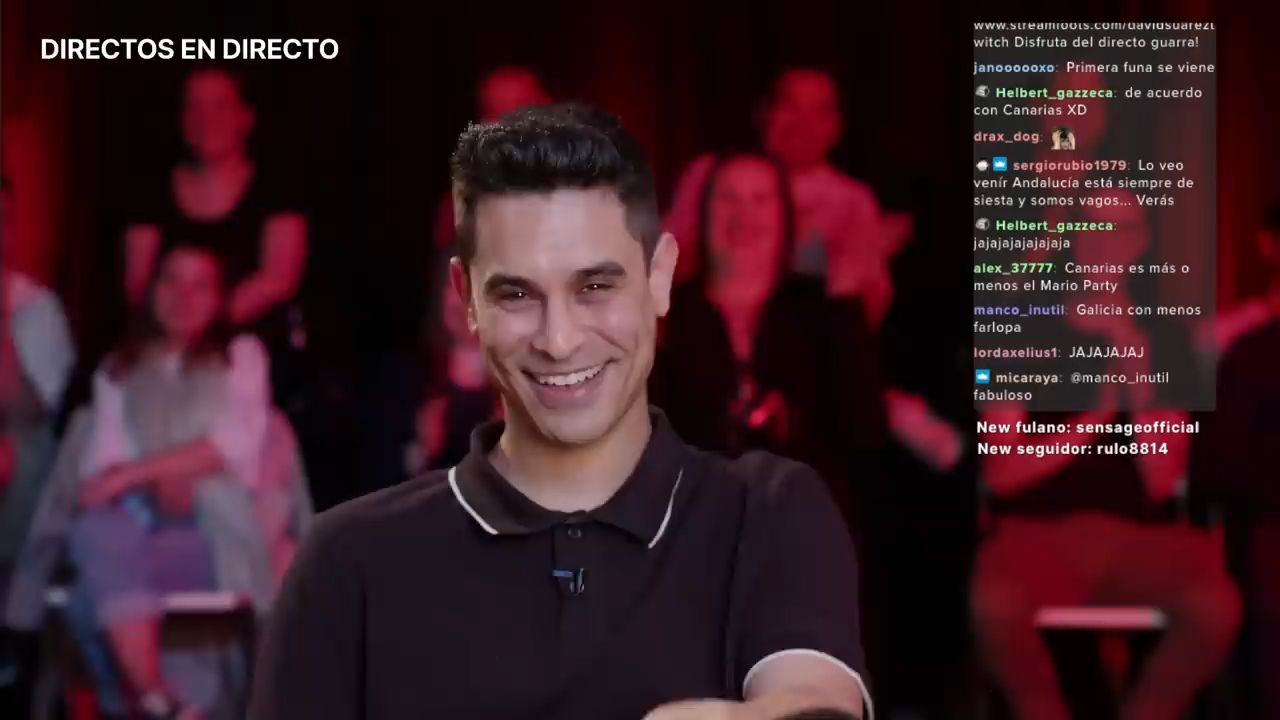 DIRECTOS EN DIRECTO
www.streamloots.com/davidsuarezt
witch Disfruta del directo guarra!
janoooooxo: Primera funa se viene
Helbert_gazzeca: de acuerdo
con Canarias XD
drax_dog:
sergiorubio1979: Lo veo
venír Andalucía está siempre de
siesta y somos vagos... Verás
Helbert_gazzeca:
jajajajajajajaja
alex_37777: Canarias es más o
menos el Mario Party
manco_inutil: Galicia con menos
farlopa
lordaxelius1: JAJAJAJAJ
micaraya: @manco_inutil
fabuloso
New fulano: sensageofficial
New seguidor: rulo8814